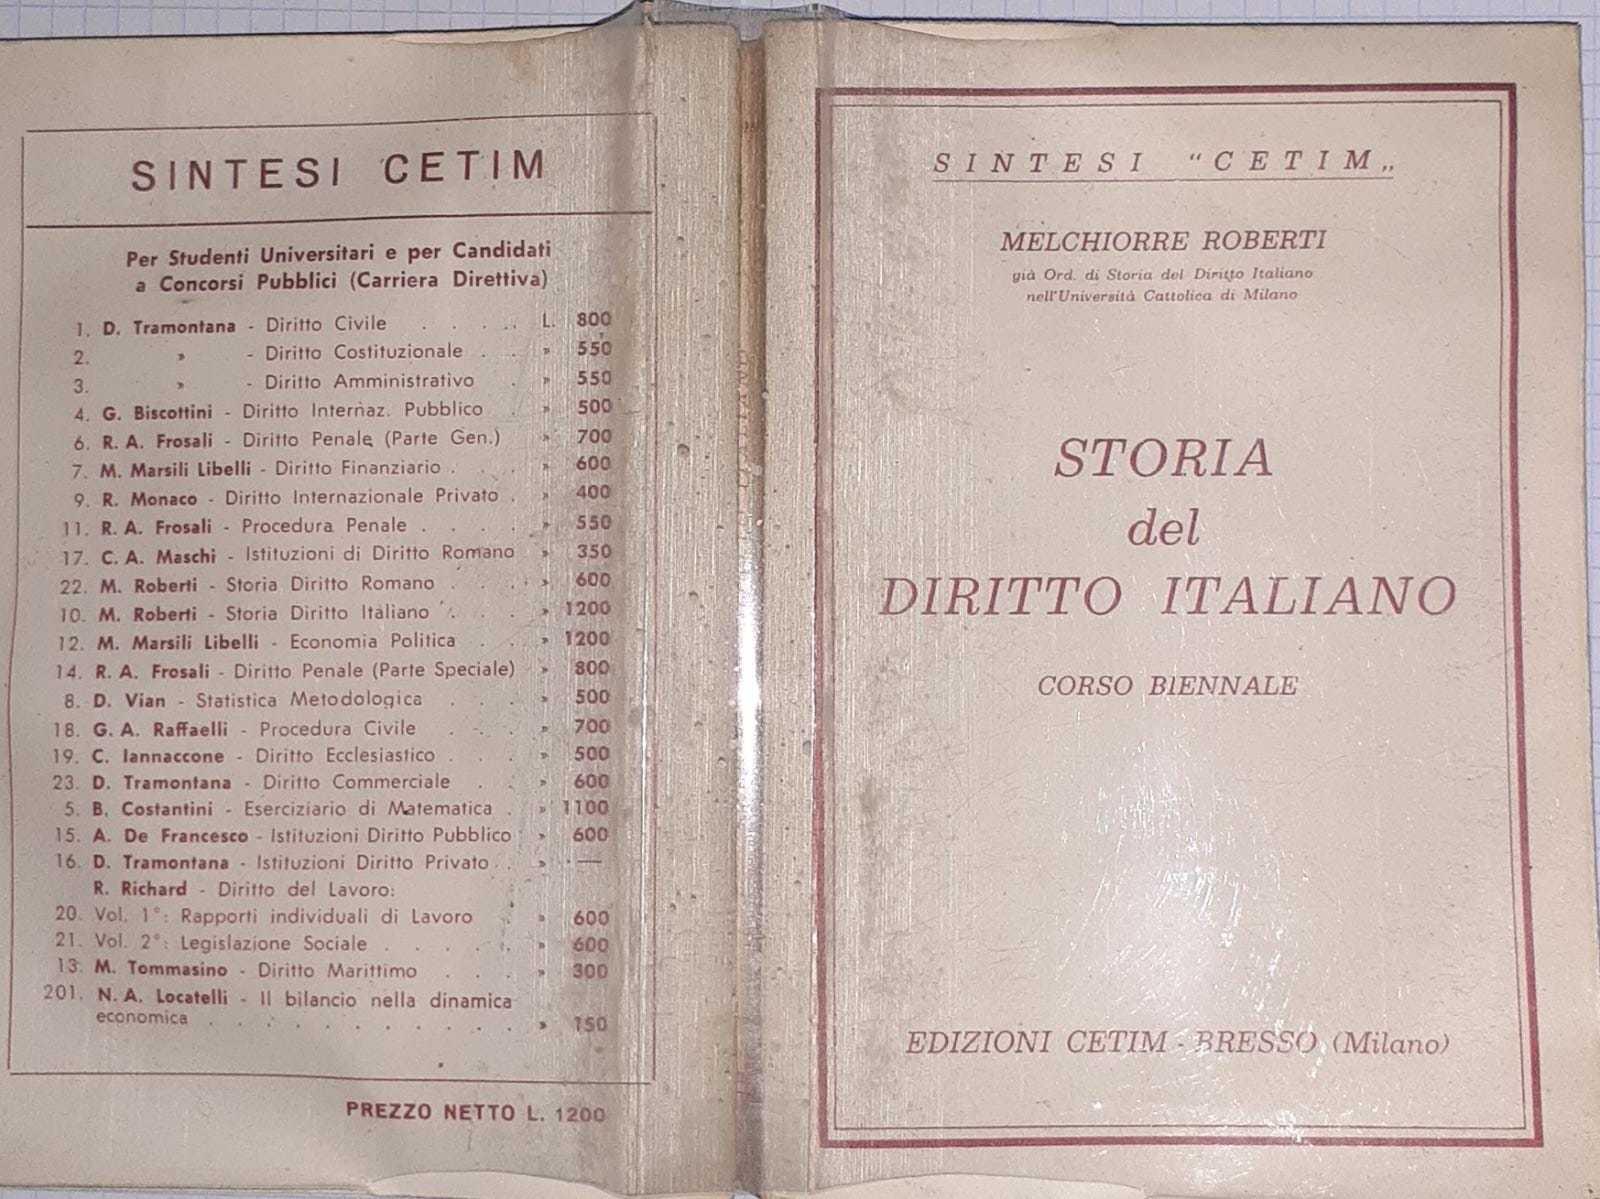 SINTESI CETIM
Per Studenti Universitari e per Candidati
a Concorsi Pubblici (Carriera Direttiva)
1. D. Tramontana - Diritto Civile . . . . . L. 800
2. » - Diritto Costituzionale . . » 550
3. » - Diritto Amministrativo . » 550
4. G. Biscottini - Diritto Internaz. Pubblico . » 500
6. R. A. Frosali - Diritto Penale (Parte Gen.) » 700
7. M. Marsili Libelli - Diritto Finanziario . . . » 600
9. R. Monaco - Diritto Internazionale Privato . » 400
11. R. A. Frosali - Procedura Penale . . . . » 550
17. C. A. Maschi - Istituzioni di Diritto Romano » 350
22. M. Roberti - Storia Diritto Romano . . . » 600
10. M. Roberti - Storia Diritto Italiano . . . » 1200
12. M. Marsili Libelli - Economia Politica . . » 1200
14. R. A. Frosali - Diritto Penale (Parte Speciale) » 800
8. D. Vian - Statistica Metodologica . . . » 500
18. G. A. Raffaelli - Procedura Civile . . . » 700
19. C. Iannaccone - Diritto Ecclesiastico . . . » 500
23. D. Tramontana - Diritto Commerciale . . » 600
5. B. Costantini - Eserciziario di Matematica . » 1100
15. A. De Francesco - Istituzioni Diritto Pubblico » 600
16. D. Tramontana - Istituzioni Diritto Privato . . » —
R. Richard - Diritto del Lavoro:
20. Vol. 1°: Rapporti individuali di Lavoro » 600
21. Vol. 2°: Legislazione Sociale . . . . . » 600
13. M. Tommasino - Diritto Marittimo . . . » 300
201. N. A. Locatelli - Il bilancio nella dinamica
economica . . . . . . . . . . » 150
PREZZO NETTO L. 1200
SINTESI "CETIM„
MELCHIORRE ROBERTI
già Ord. di Storia del Diritto Italiano
nell'Università Cattolica di Milano
STORIA
del
DIRITTO ITALIANO
CORSO BIENNALE
EDIZIONI CETIM - BRESSO (Milano)